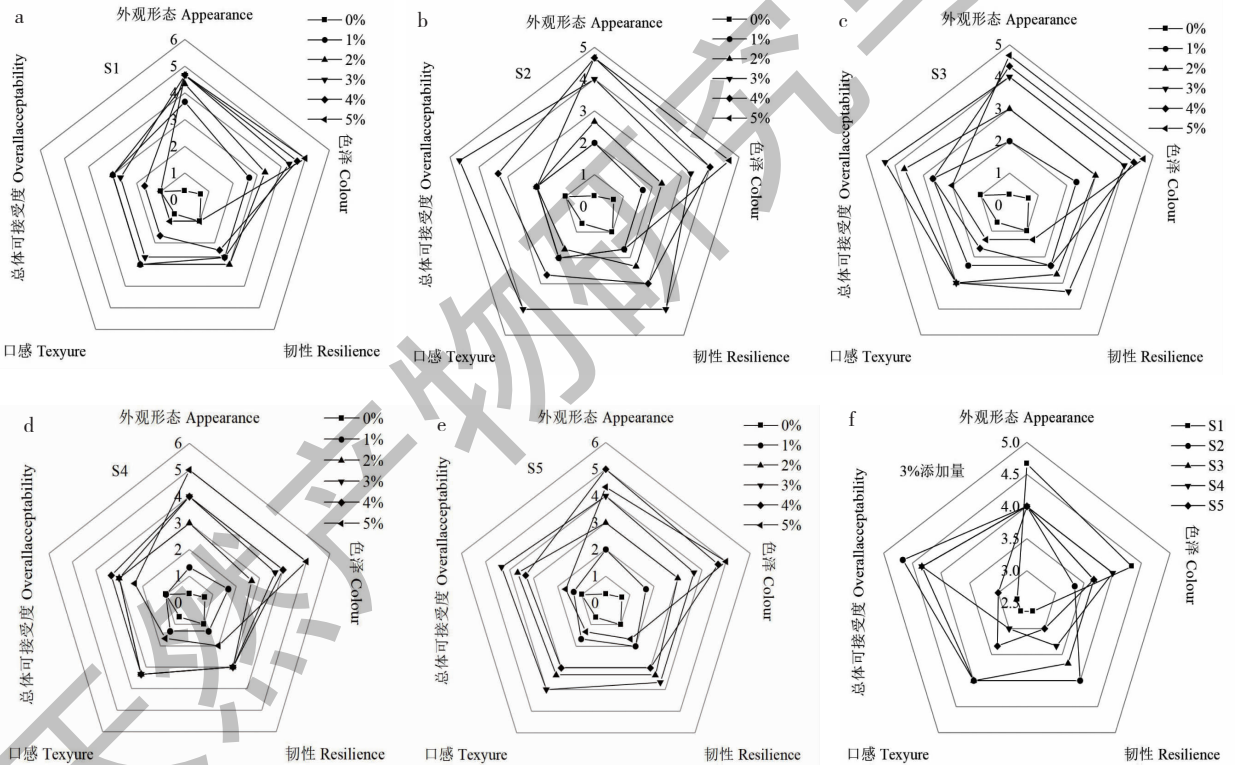 a
外观形态 Appearance
S1
0%
1%
2%
3%
4%
5%
6
5
4
3
2
1
0
总体可接受度 Overallacceptability
色泽 Colour
口感 Texyure
韧性 Resilience
b
外观形态 Appearance
S2
0%
1%
2%
3%
4%
5%
5
4
3
2
1
0
总体可接受度 Overallacceptability
色泽 Colour
口感 Texyure
韧性 Resilience
c
外观形态 Appearance
S3
0%
1%
2%
3%
4%
5%
5
4
3
2
1
0
总体可接受度 Overallacceptability
色泽 Colour
口感 Texyure
韧性 Resilience
d
外观形态 Appearance
S4
0%
1%
2%
3%
4%
5%
6
5
4
3
2
1
0
总体可接受度 Overallacceptability
色泽 Colour
口感 Texyure
韧性 Resilience
e
外观形态 Appearance
S5
0%
1%
2%
3%
4%
5%
6
5
4
3
2
1
0
总体可接受度 Overallacceptability
色泽 Colour
口感 Texyure
韧性 Resilience
f
外观形态 Appearance
3%添加量
S1
S2
S3
S4
S5
5.0
4.5
4.0
3.5
3.0
2.5
总体可接受度 Overallacceptability
色泽 Colour
口感 Texyure
韧性 Resilience
天然产物研究